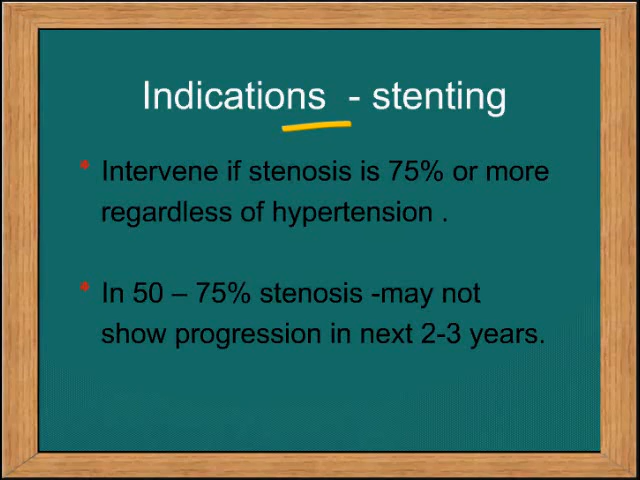 Indications - stenting
Intervene if stenosis is 75% or more
regardless of hypertension .
In 50 – 75% stenosis -may not
show progression in next 2-3 years.